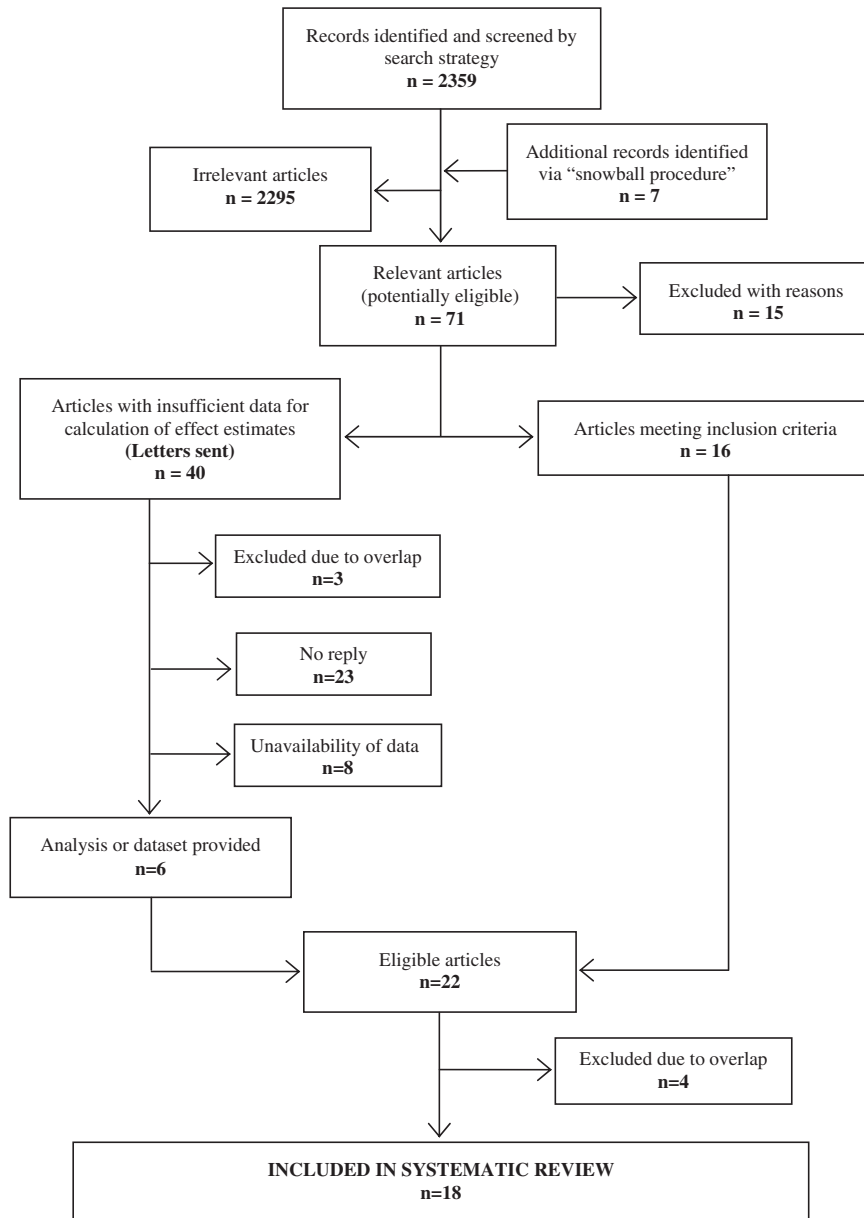 Records identified and screened by
search strategy
n = 2359
Additional records identified
via “snowball procedure”
n = 7
Irrelevant articles
n = 2295
Relevant articles
(potentially eligible)
n = 71
Excluded with reasons
n = 15
Articles with insufficient data for
calculation of effect estimates
(Letters sent)
n = 40
Articles meeting inclusion criteria
n = 16
Excluded due to overlap
n=3
No reply
n=23
Unavailability of data
n=8
Analysis or dataset provided
n=6
Eligible articles
n=22
Excluded due to overlap
n=4
INCLUDED IN SYSTEMATIC REVIEW
n=18